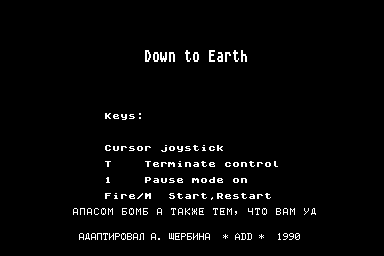 Down to Earth
Keys:
Cursor joystick
T Terminate control
1 Pause mode on
Fire/M Start,Restart
АПАСОМ БОМБ А ТАКЖЕ ТЕМ, ЧТО ВАМ УД
АДАПТИРОВАЛ А. ЩЕРБИНА * ADD * 1990